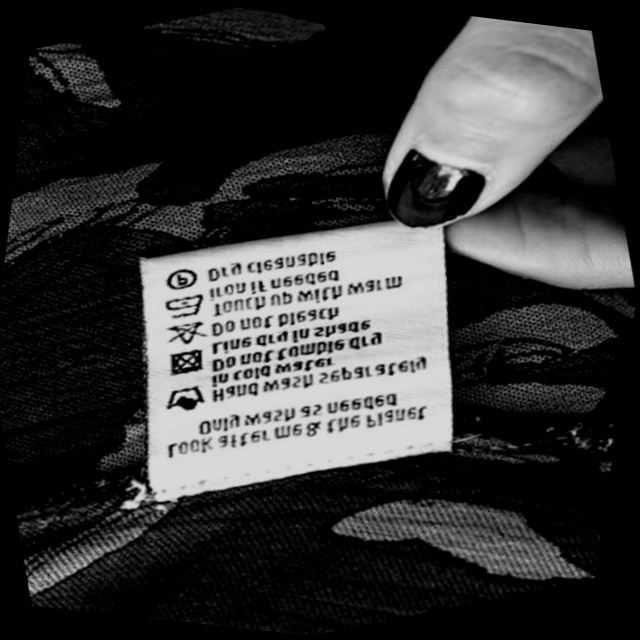 Look after me & the Planet
Only wash as needed
Hand wash separately
in cold water
Do not tumble dry
Line dry in shade
Do not bleach
Touch up with warm
iron if needed
Dry cleanable